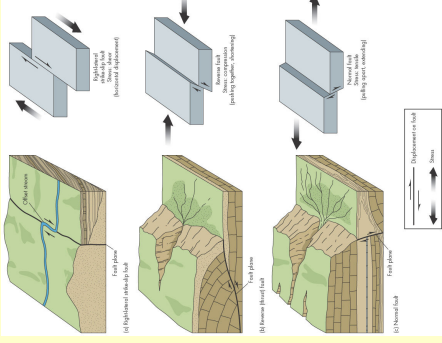 Offset stream
Fault plane
(a) Right-lateral strike-slip fault
Right-lateral
strike-slip fault
Stress: shear
(horizontal displacement)
Fault plane
(b) Reverse (thrust) fault
Reverse fault
Stress: compression
(pushing together, shortening)
Fault plane
(c) Normal fault
Normal fault
Stress: tensile
(pulling apart, extending)
Displacement on fault
Stress